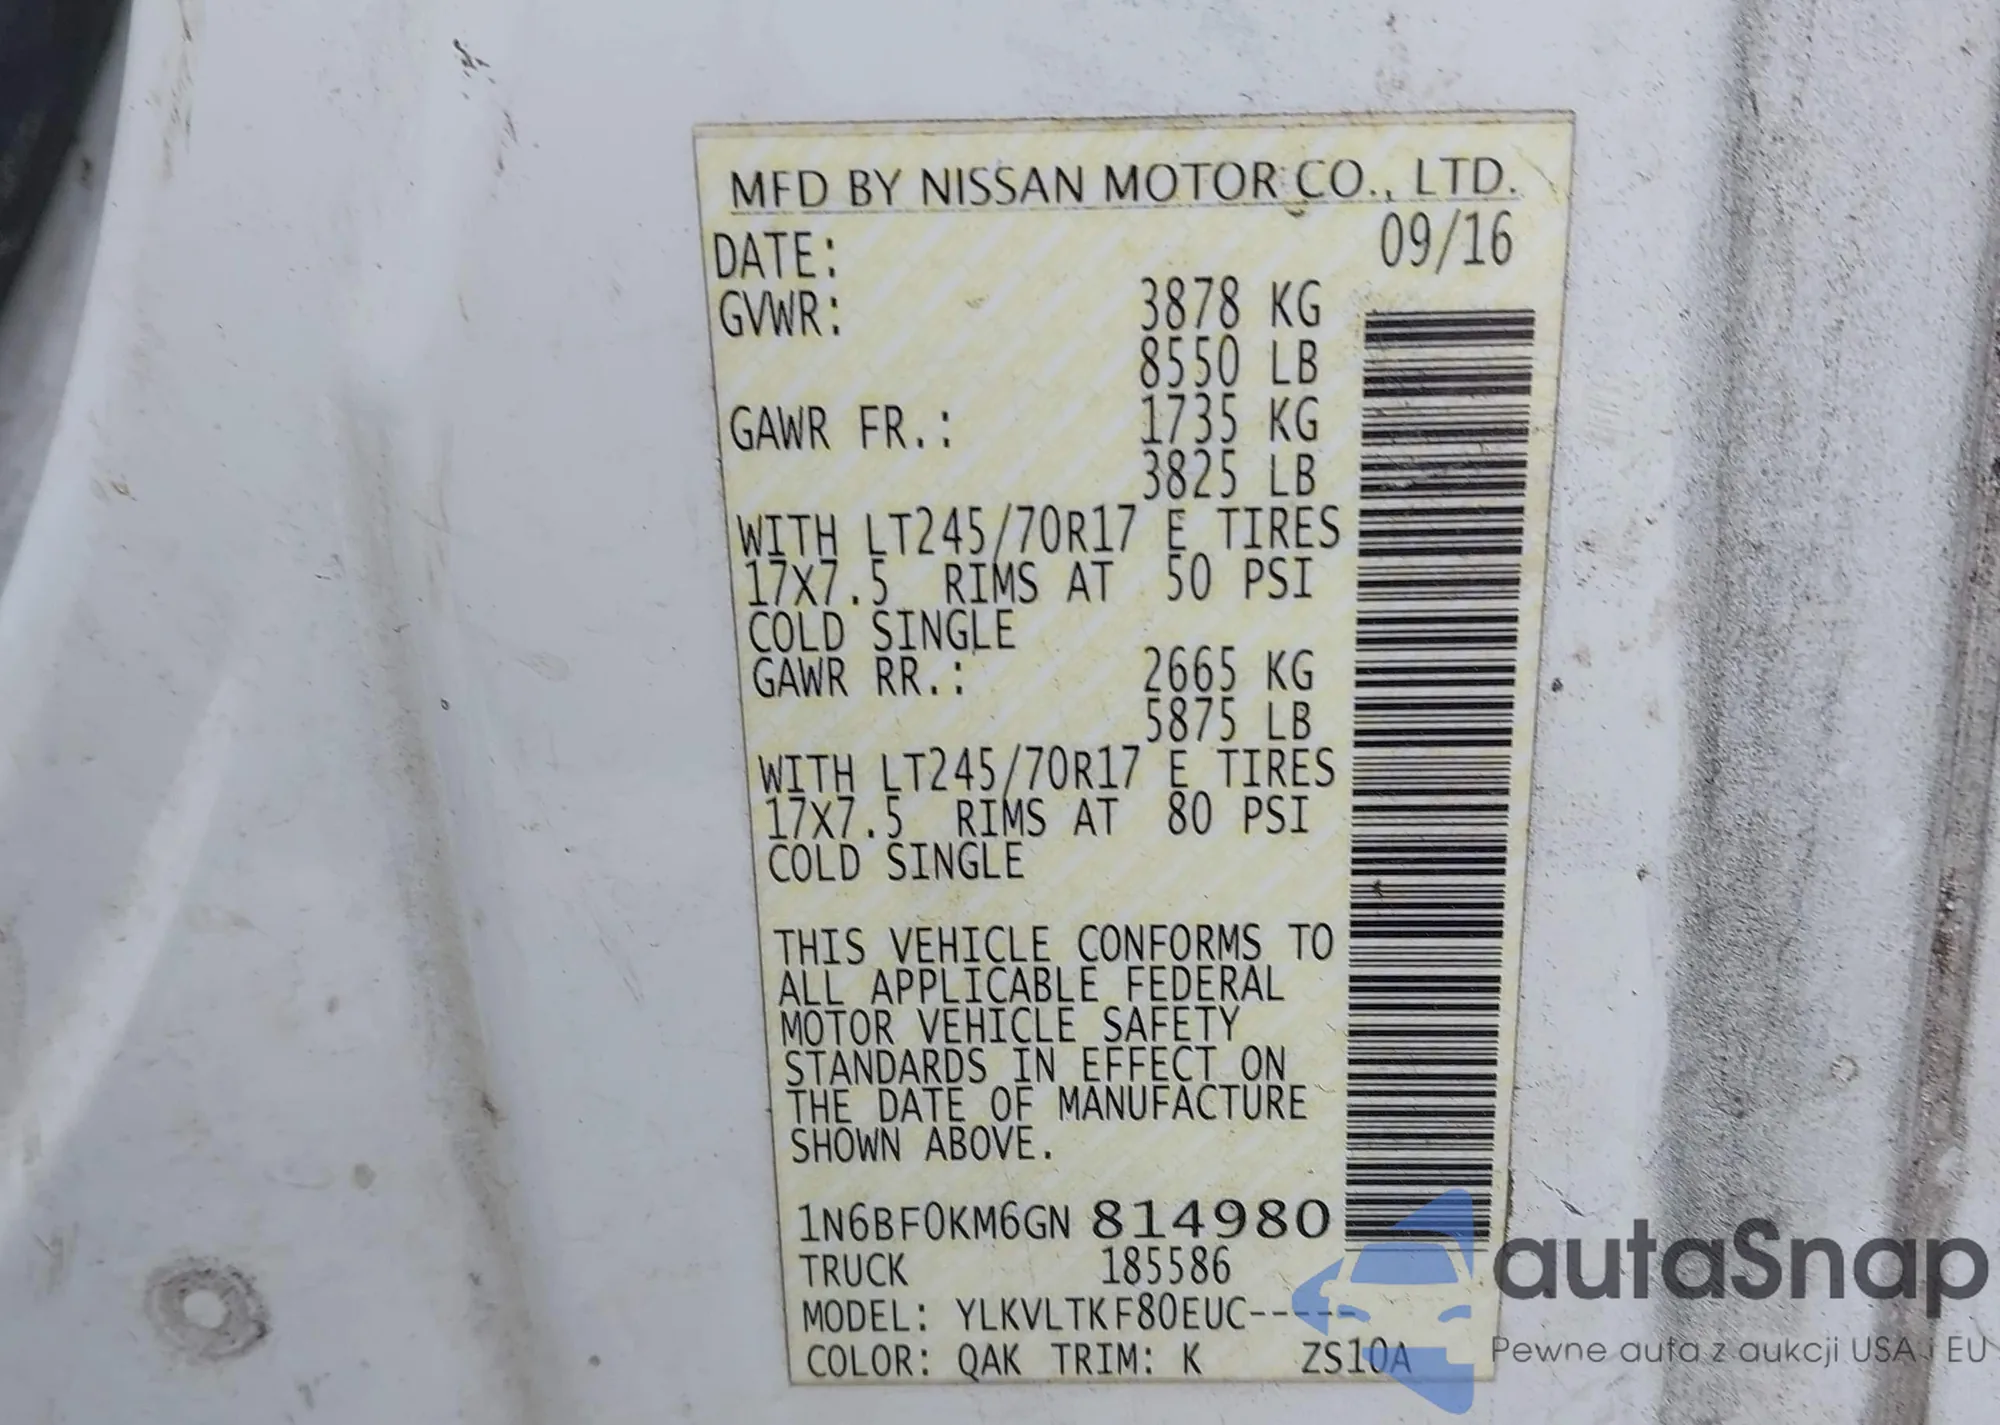 MFD BY NISSAN MOTOR CO., LTD.
DATE: 09/16
GVWR: 3878 KG
8550 LB
GAWR FR.: 1735 KG
3825 LB
WITH LT245/70R17 E TIRES
17X7.5 RIMS AT 50 PSI
COLD SINGLE
GAWR RR.: 2665 KG
5875 LB
WITH LT245/70R17 E TIRES
17X7.5 RIMS AT 80 PSI
COLD SINGLE
THIS VEHICLE CONFORMS TO
ALL APPLICABLE FEDERAL
MOTOR VEHICLE SAFETY
STANDARDS IN EFFECT ON
THE DATE OF MANUFACTURE
SHOWN ABOVE.
1N6BF0KM6GN 814980
TRUCK 185586
MODEL: YLKVLTKF80EUC-----
COLOR: QAK TRIM: K ZS10A
autaSnap
Pewne auta z aukcji USA i EU